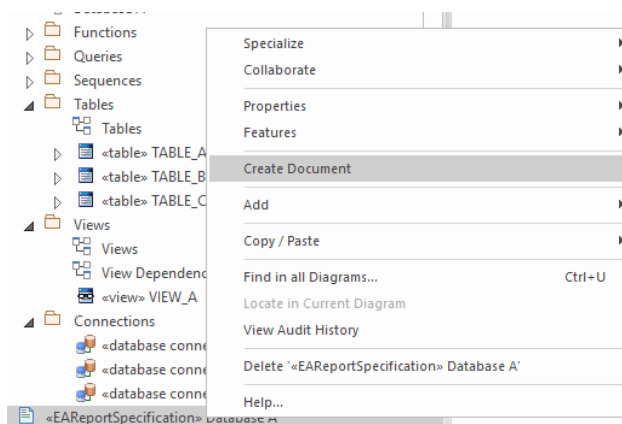 Functions
Queries
Sequences
Tables
Tables
«table» TABLE_A
«table» TABLE_B
«table» TABLE_C
Views
Views
View Dependenc
«view» VIEW_A
Connections
«database conne
«database conne
«database conne
«EAReportSpecification» Database A
Specialize
Collaborate
Properties
Features
Create Document
Add
Copy / Paste
Find in all Diagrams... Ctrl+U
Locate in Current Diagram
View Audit History
Delete '«EAReportSpecification» Database A'
Help...